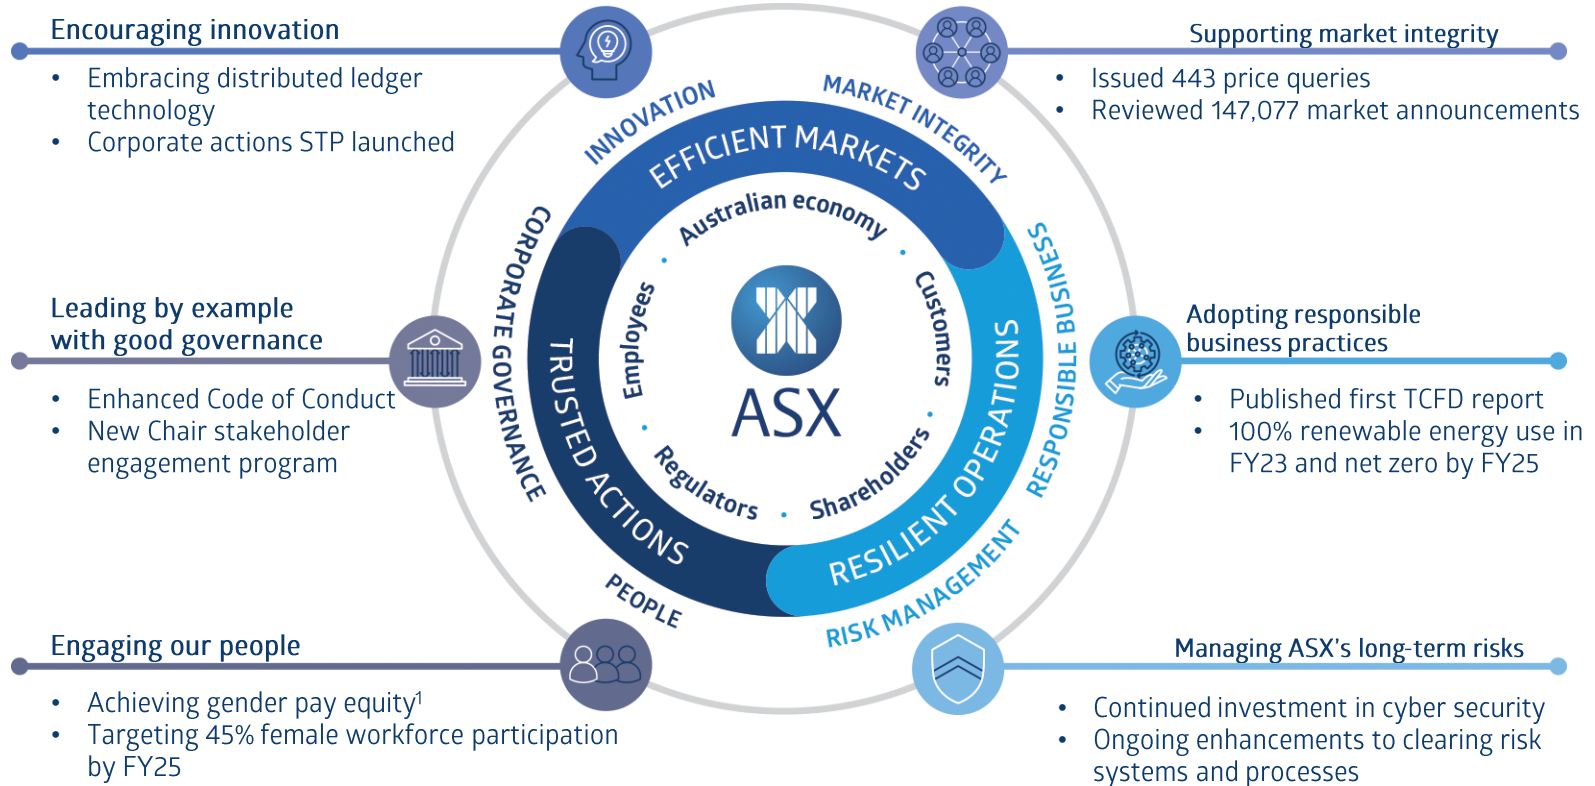 Encouraging innovation
• Embracing distributed ledger
technology
• Corporate actions STP launched
Supporting market integrity
• Issued 443 price queries
• Reviewed 147,077 market announcements
Leading by example
with good governance
• Enhanced Code of Conduct
• New Chair stakeholder
engagement program
Adopting responsible
business practices
• Published first TCFD report
• 100% renewable energy use in
FY23 and net zero by FY25
Engaging our people
• Achieving gender pay equity¹
• Targeting 45% female workforce participation
by FY25
Managing ASX's long-term risks
• Continued investment in cyber security
• Ongoing enhancements to clearing risk
systems and processes
INNOVATION
MARKET INTEGRITY
RESPONSIBLE BUSINESS
RISK MANAGEMENT
PEOPLE
CORPORATE GOVERNANCE
EFFICIENT MARKETS
RESILIENT OPERATIONS
TRUSTED ACTIONS
Australian economy
Customers
Shareholders
Regulators
Employees
ASX